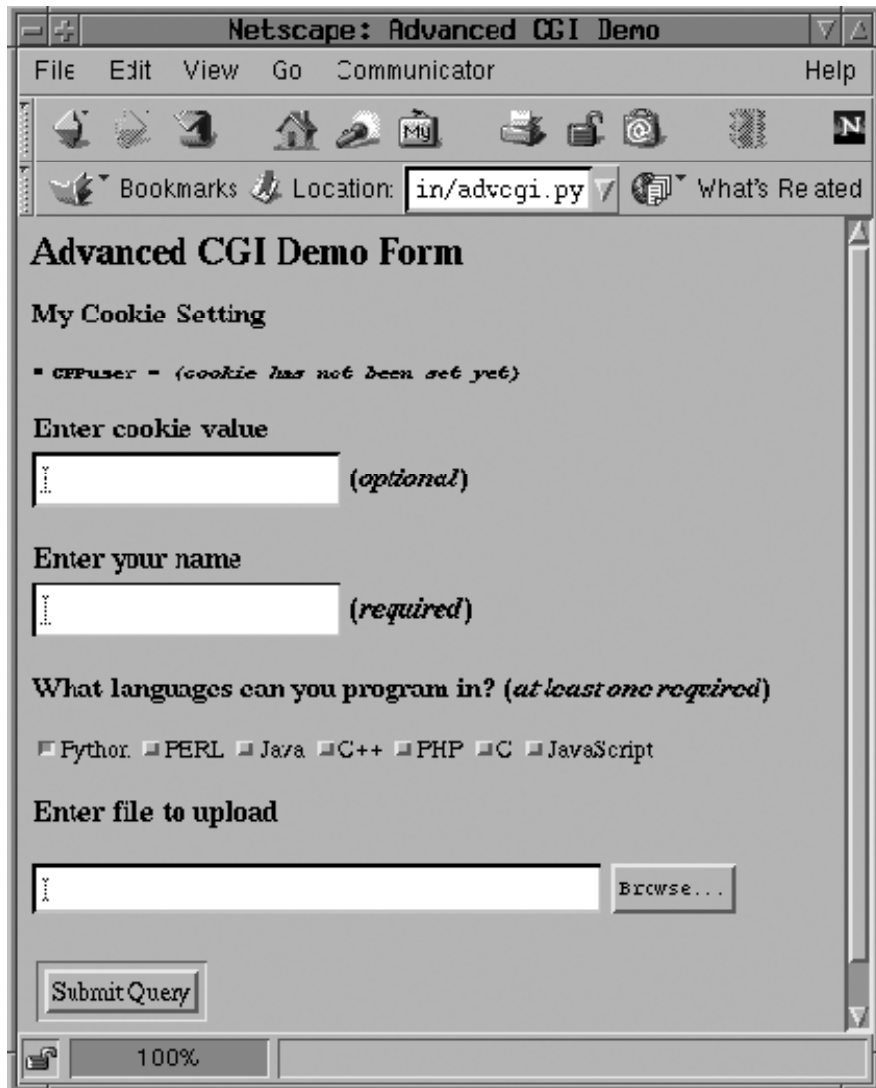 Netscape: Advanced CGI Demo
File Edit View Go Communicator Help
My N
Bookmarks Location: in/advcgi.py What's Related
Advanced CGI Demo Form
My Cookie Setting
CPPuser = (cookie has not been set yet)
Enter cookie value
(optional)
Enter your name
(required)
What languages can you program in? (at least one required)
Python PERL Java C++ PHP C JavaScript
Enter file to upload
Browse...
Submit Query
100%